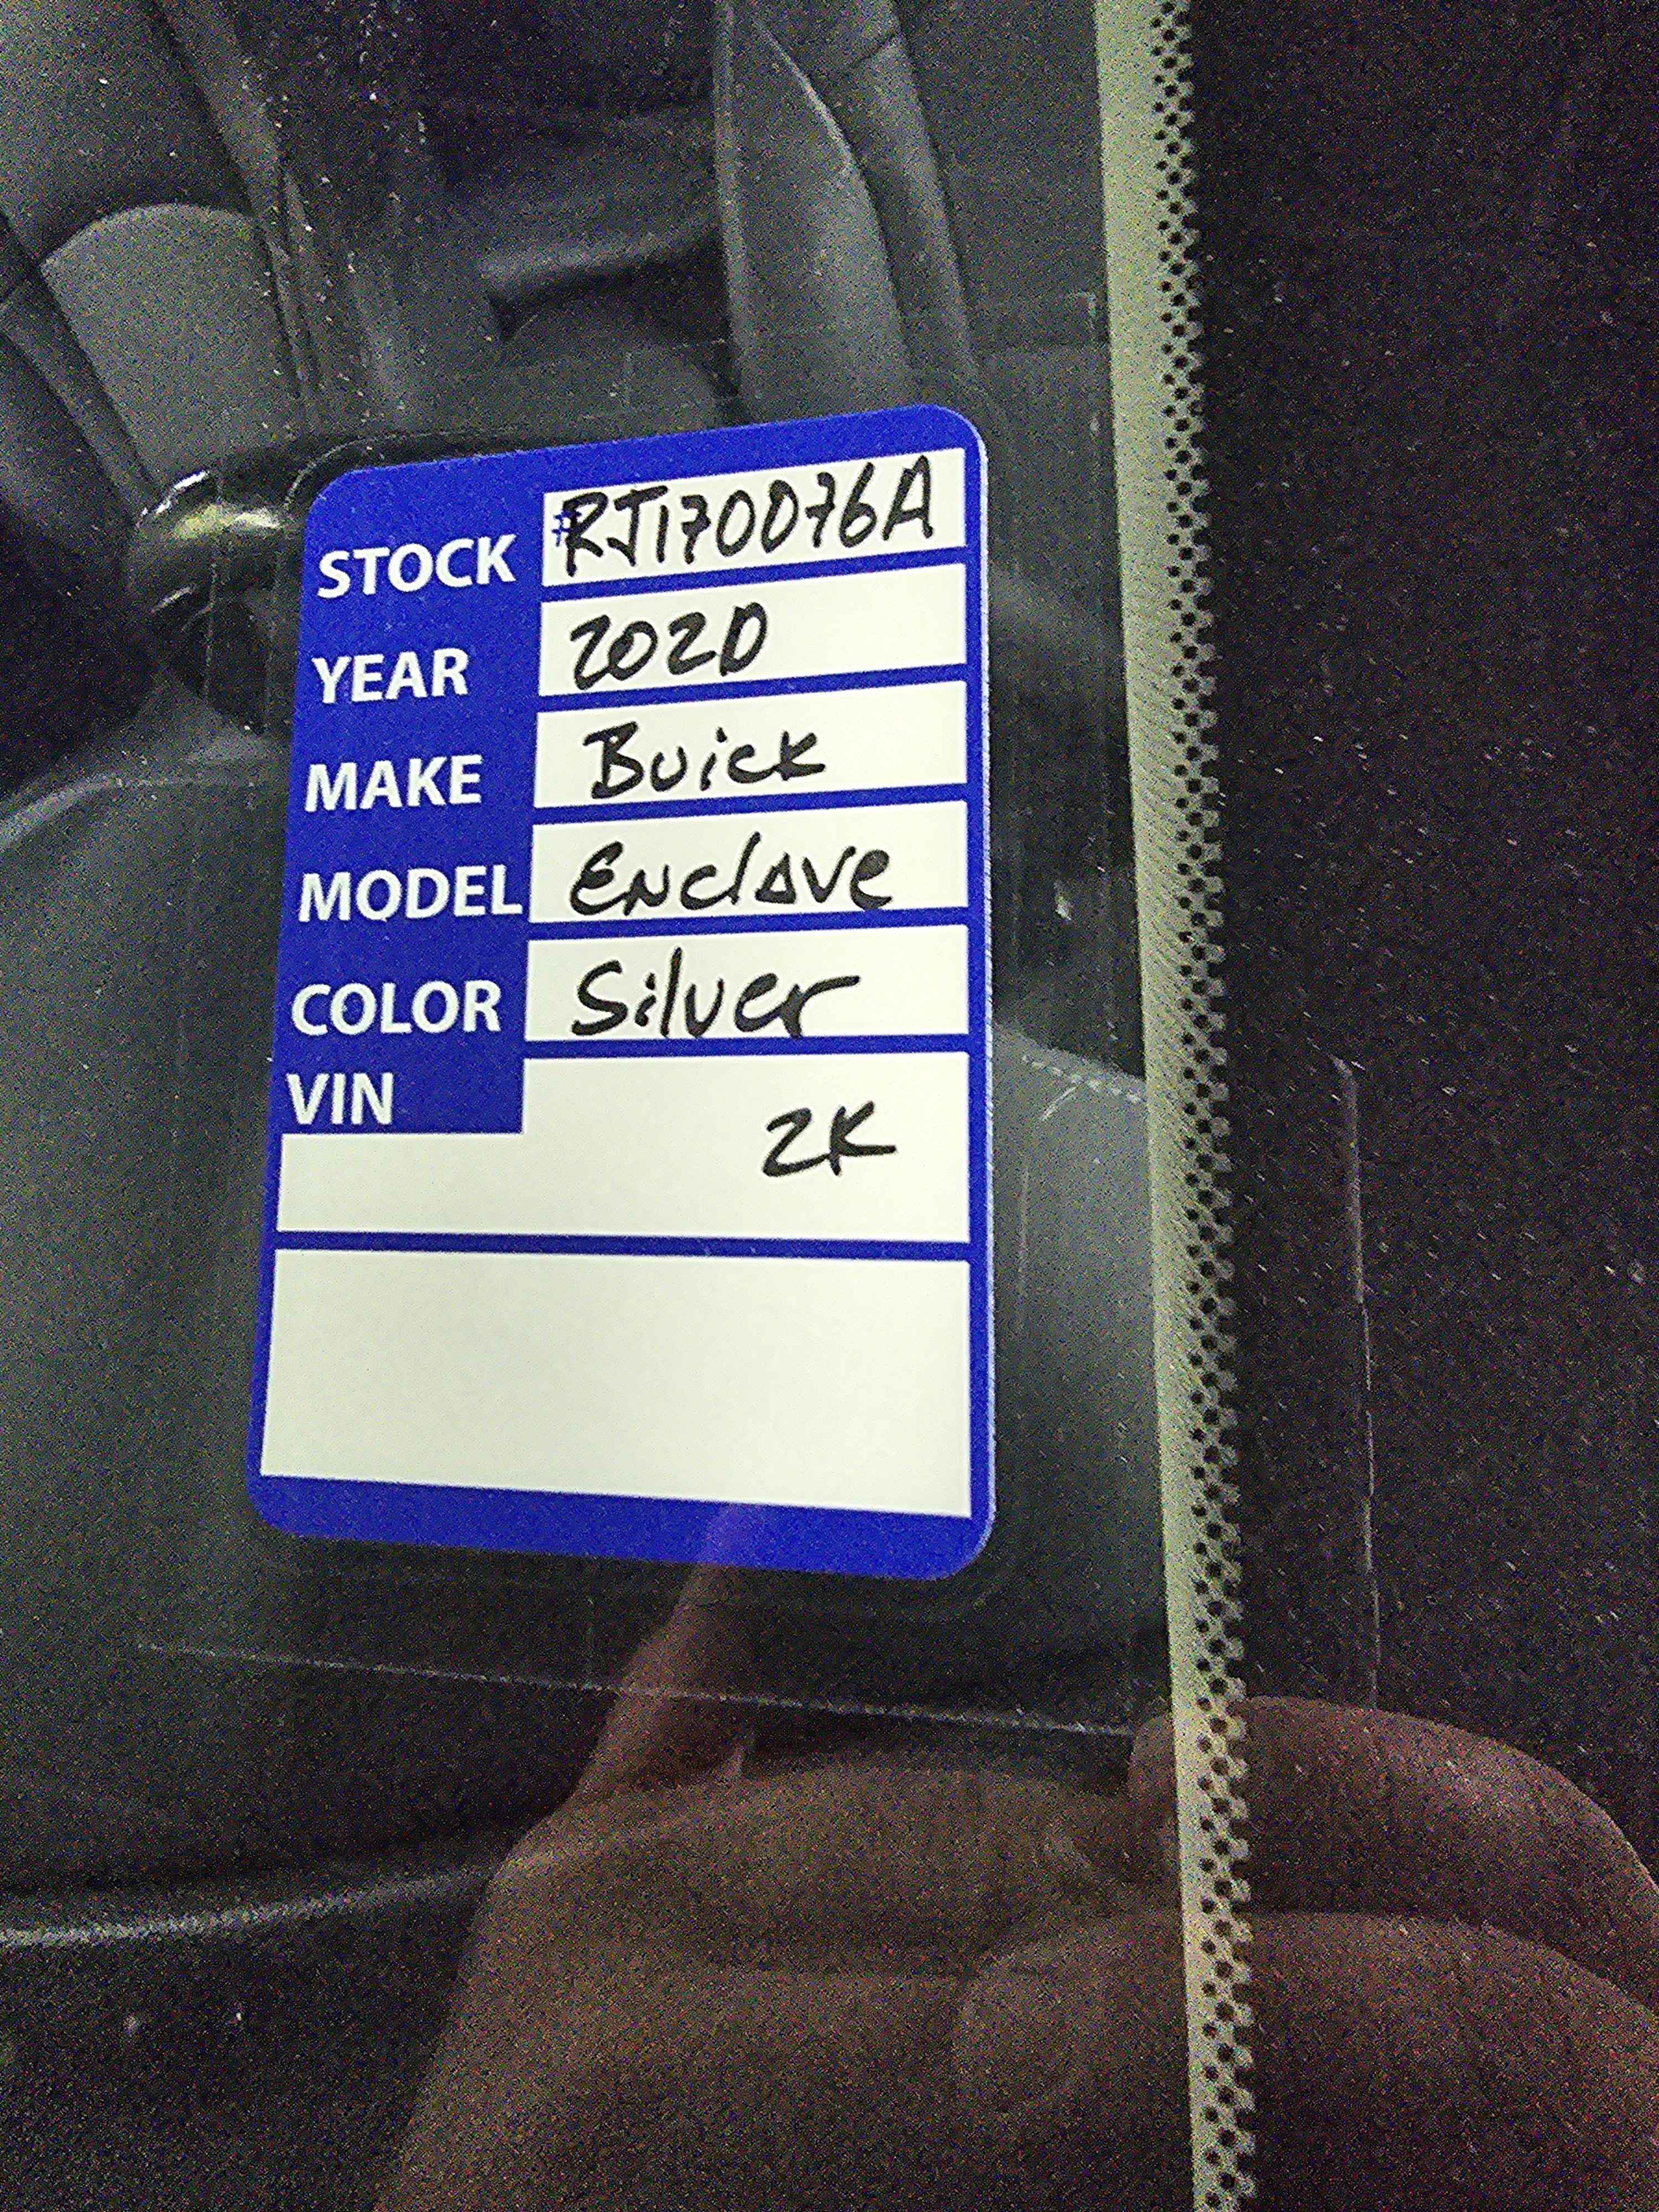 STOCK #RJ170076A
YEAR 2020
MAKE Buick
MODEL Enclave
COLOR Silver
VIN
2K